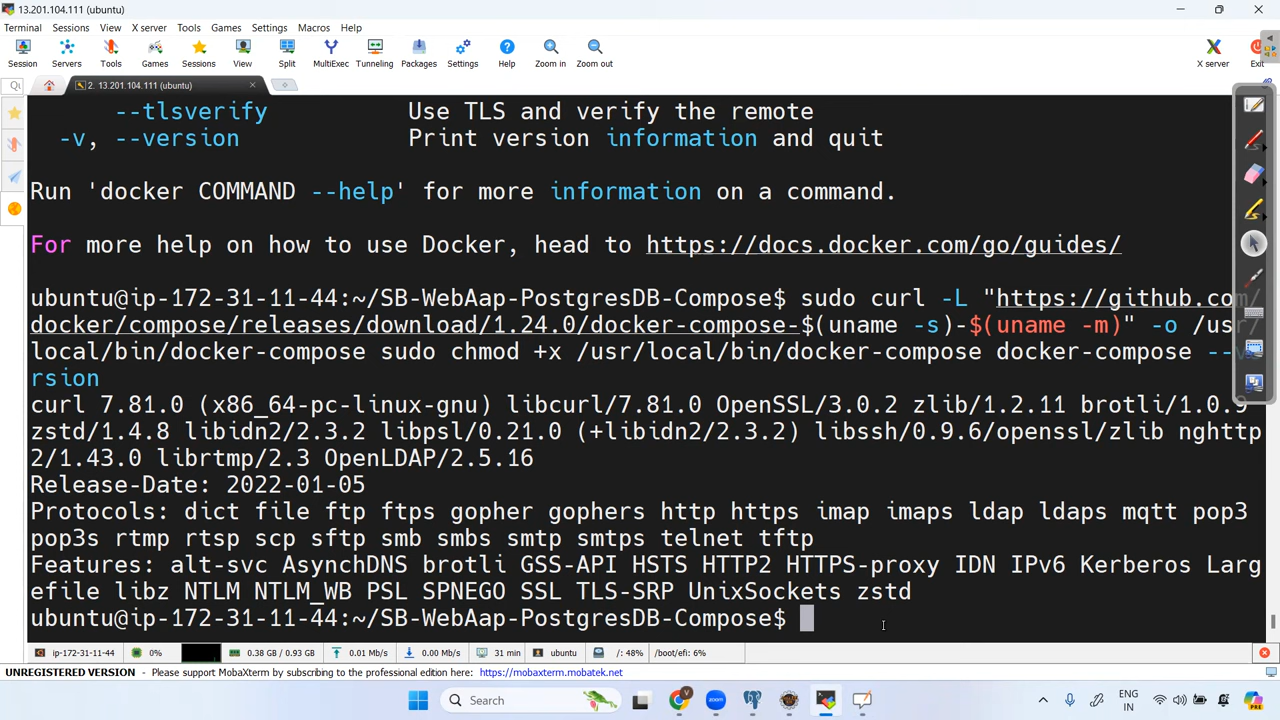 13.201.104.111 (ubuntu)
Terminal Sessions View X server Tools Games Settings Macros Help
Session Servers Tools Games Sessions View Split MultiExec Tunneling Packages Settings Help Zoom in Zoom out X server Exit
2. 13.201.104.111 (ubuntu)
--tlsverify Use TLS and verify the remote
-v, --version Print version information and quit
Run 'docker COMMAND --help' for more information on a command.
For more help on how to use Docker, head to https://docs.docker.com/go/guides/
ubuntu@ip-172-31-11-44:~/SB-WebAap-PostgresDB-Compose$ sudo curl -L "https://github.com/
docker/compose/releases/download/1.24.0/docker-compose-$(uname -s)-$(uname -m)" -o /usr/
local/bin/docker-compose sudo chmod +x /usr/local/bin/docker-compose docker-compose --ve
rsion
curl 7.81.0 (x86_64-pc-linux-gnu) libcurl/7.81.0 OpenSSL/3.0.2 zlib/1.2.11 brotli/1.0.9
zstd/1.4.8 libidn2/2.3.2 libpsl/0.21.0 (+libidn2/2.3.2) libssh/0.9.6/openssl/zlib nghttp
2/1.43.0 librtmp/2.3 OpenLDAP/2.5.16
Release-Date: 2022-01-05
Protocols: dict file ftp ftps gopher gophers http https imap imaps ldap ldaps mqtt pop3
pop3s rtmp rtsp scp sftp smb smbs smtp smtps telnet tftp
Features: alt-svc AsynchDNS brotli GSS-API HSTS HTTP2 HTTPS-proxy IDN IPv6 Kerberos Larg
efile libz NTLM NTLM_WB PSL SPNEGO SSL TLS-SRP UnixSockets zstd
ubuntu@ip-172-31-11-44:~/SB-WebAap-PostgresDB-Compose$
ip-172-31-11-44 0% 0.38 GB / 0.93 GB 0.01 Mb/s 0.00 Mb/s 31 min ubuntu /: 48% /boot/efi: 6%
UNREGISTERED VERSION - Please support MobaXterm by subscribing to the professional edition here: https://mobaxterm.mobatek.net
Search ENG
IN